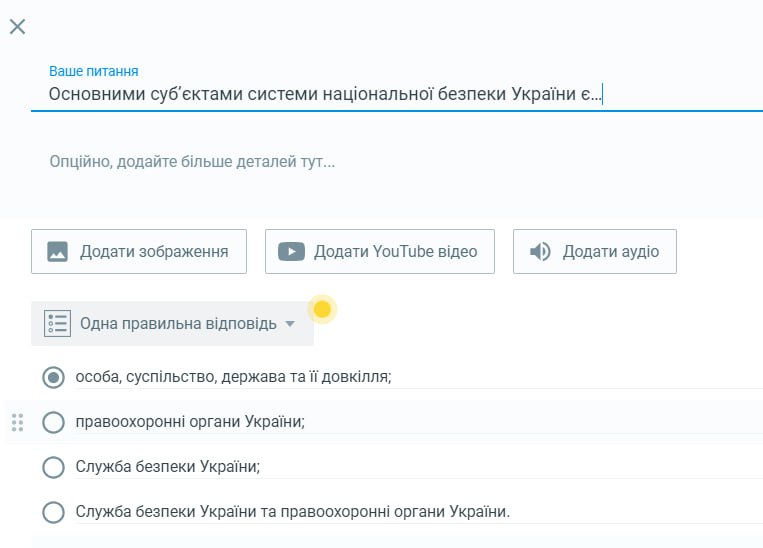 Ваше питання
Основними суб’єктами системи національної безпеки України є...
Опційно, додайте більше деталей тут...
Додати зображення
Додати YouTube відео
Додати аудіо
Одна правильна відповідь
особа, суспільство, держава та її довкілля;
правоохоронні органи України;
Служба безпеки України;
Служба безпеки України та правоохоронні органи України.